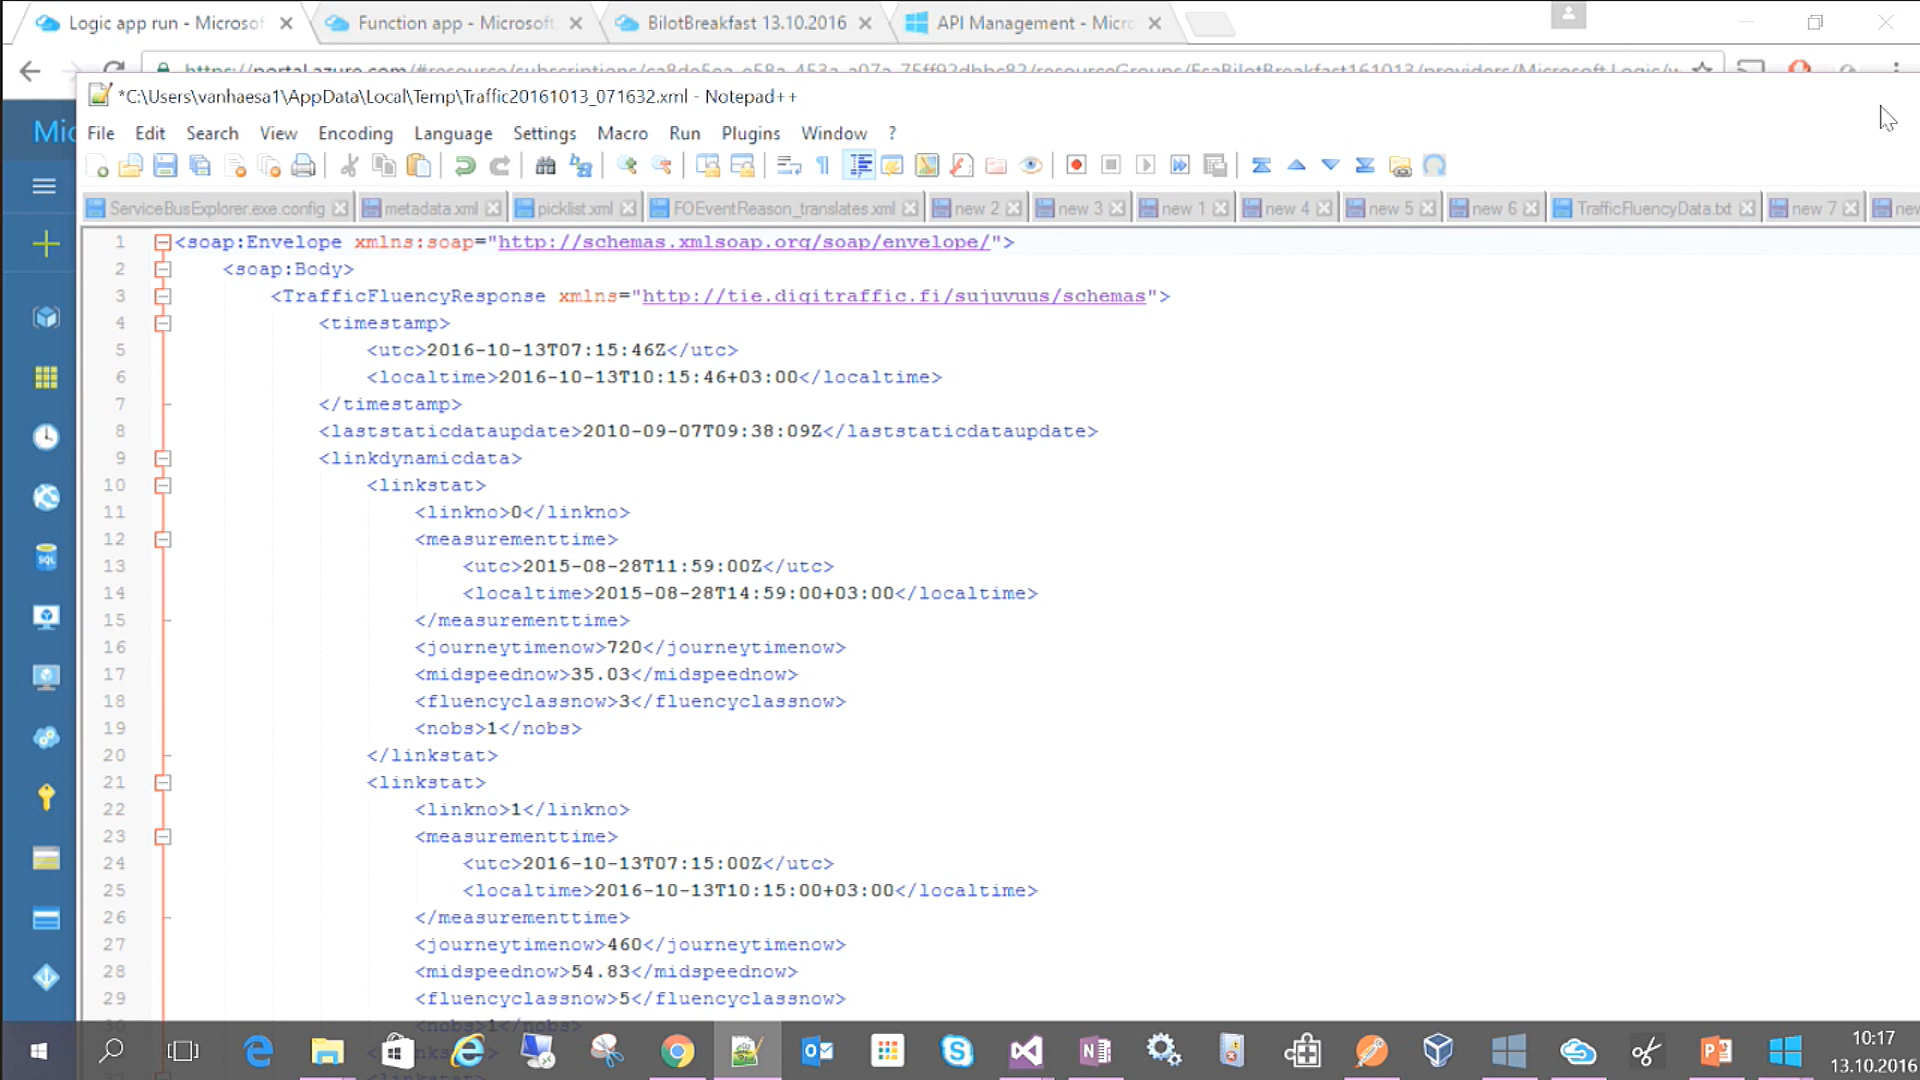 Logic app run - Microsof
Function app - Microsoft
BilotBreakfast 13.10.2016
API Management - Micro
*C:\Users\vanhaesa1\AppData\Local\Temp\Traffic20161013_071632.xml - Notepad++
Mic
File Edit Search View Encoding Language Settings Macro Run Plugins Window ?
ServiceBusExplorer.exe.config metadata.xml picklist.xml FOEventReason_translates.xml new 2 new 3 new 1 new 4 new 5 new 6 TrafficFluencyData.txt new 7 new
1 <soap:Envelope xmlns:soap="http://schemas.xmlsoap.org/soap/envelope/">
2 <soap:Body>
3 <TrafficFluencyResponse xmlns="http://tie.digitraffic.fi/sujuvuus/schemas">
4 <timestamp>
5 <utc>2016-10-13T07:15:46Z</utc>
6 <localtime>2016-10-13T10:15:46+03:00</localtime>
7 </timestamp>
8 <laststaticdataupdate>2010-09-07T09:38:09Z</laststaticdataupdate>
9 <linkdynamicdata>
10 <linkstat>
11 <linkno>0</linkno>
12 <measurementtime>
13 <utc>2015-08-28T11:59:00Z</utc>
14 <localtime>2015-08-28T14:59:00+03:00</localtime>
15 </measurementtime>
16 <journeytimenow>720</journeytimenow>
17 <midspeednow>35.03</midspeednow>
18 <fluencyclassnow>3</fluencyclassnow>
19 <nobs>1</nobs>
20 </linkstat>
21 <linkstat>
22 <linkno>1</linkno>
23 <measurementtime>
24 <utc>2016-10-13T07:15:00Z</utc>
25 <localtime>2016-10-13T10:15:00+03:00</localtime>
26 </measurementtime>
27 <journeytimenow>460</journeytimenow>
28 <midspeednow>54.83</midspeednow>
29 <fluencyclassnow>5</fluencyclassnow>
30 <nobs>1</nobs>
10:17
13.10.2016